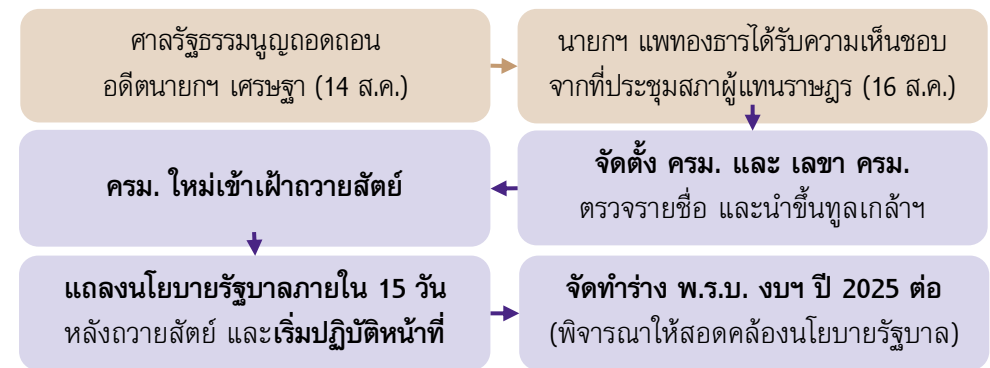 ศาลรัฐธรรมนูญถอดถอน
อดีตนายกฯ เศรษฐา (14 ส.ค.)
นายกฯ แพทองธารได้รับความเห็นชอบ
จากที่ประชุมสภาผู้แทนราษฎร (16 ส.ค.)
จัดตั้ง ครม. และ เลขา ครม.
ตรวจรายชื่อ และนำขึ้นทูลเกล้าฯ
ครม. ใหม่เข้าเฝ้าถวายสัตย์
แถลงนโยบายรัฐบาลภายใน 15 วัน
หลังถวายสัตย์ และเริ่มปฏิบัติหน้าที่
จัดทำร่าง พ.ร.บ. งบฯ ปี 2025 ต่อ
(พิจารณาให้สอดคล้องนโยบายรัฐบาล)